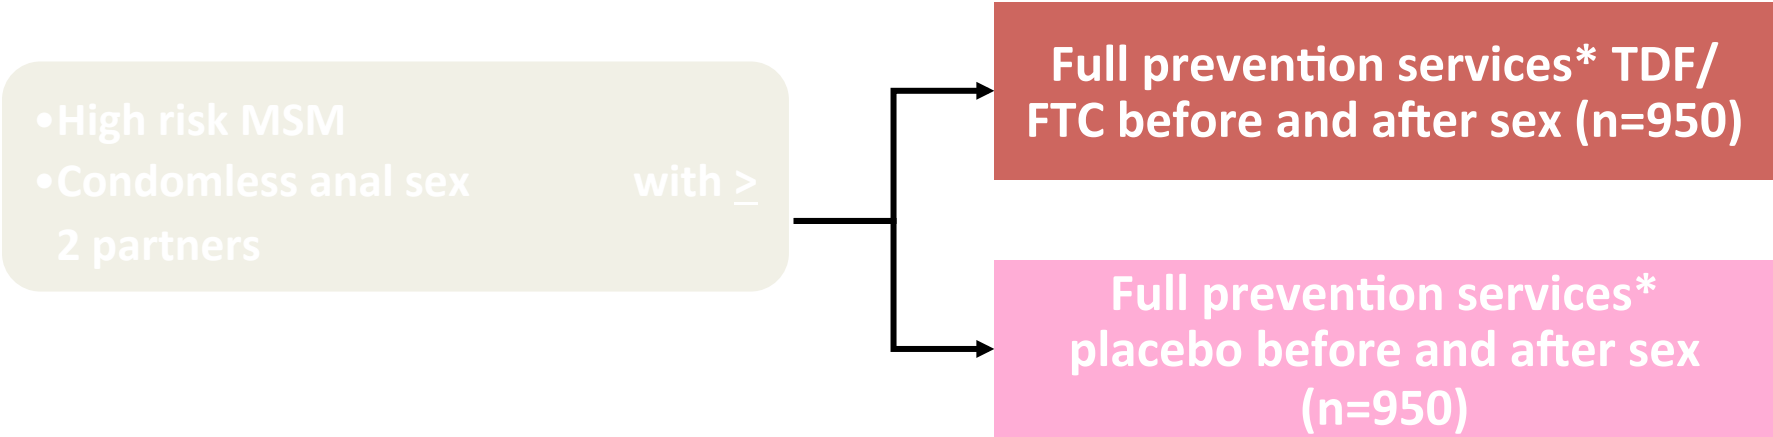 •High risk MSM
•Condomless anal sex with ≥
2 partners
Full prevention services* TDF/
FTC before and after sex (n=950)
Full prevention services*
placebo before and after sex
(n=950)